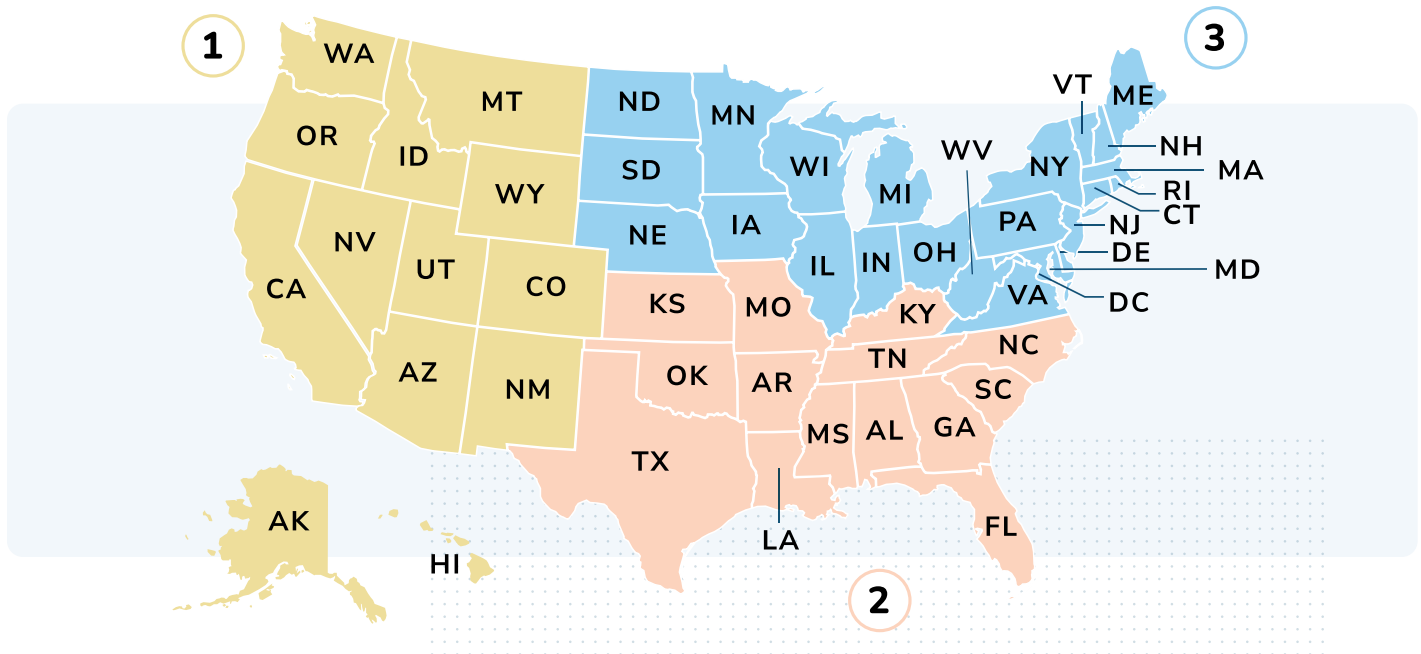 1
3
WA
VT
ME
MT
ND
MN
OR
NH
WV
ID
WI
NY
SD
MA
WY
MI
RI
CT
PA
NJ
NV
NE
IA
OH
DE
UT
IL
IN
MD
CA
CO
VA
DC
KS
MO
KY
NC
TN
AZ
OK
AR
NM
SC
MS
AL
GA
TX
AK
FL
LA
HI
2